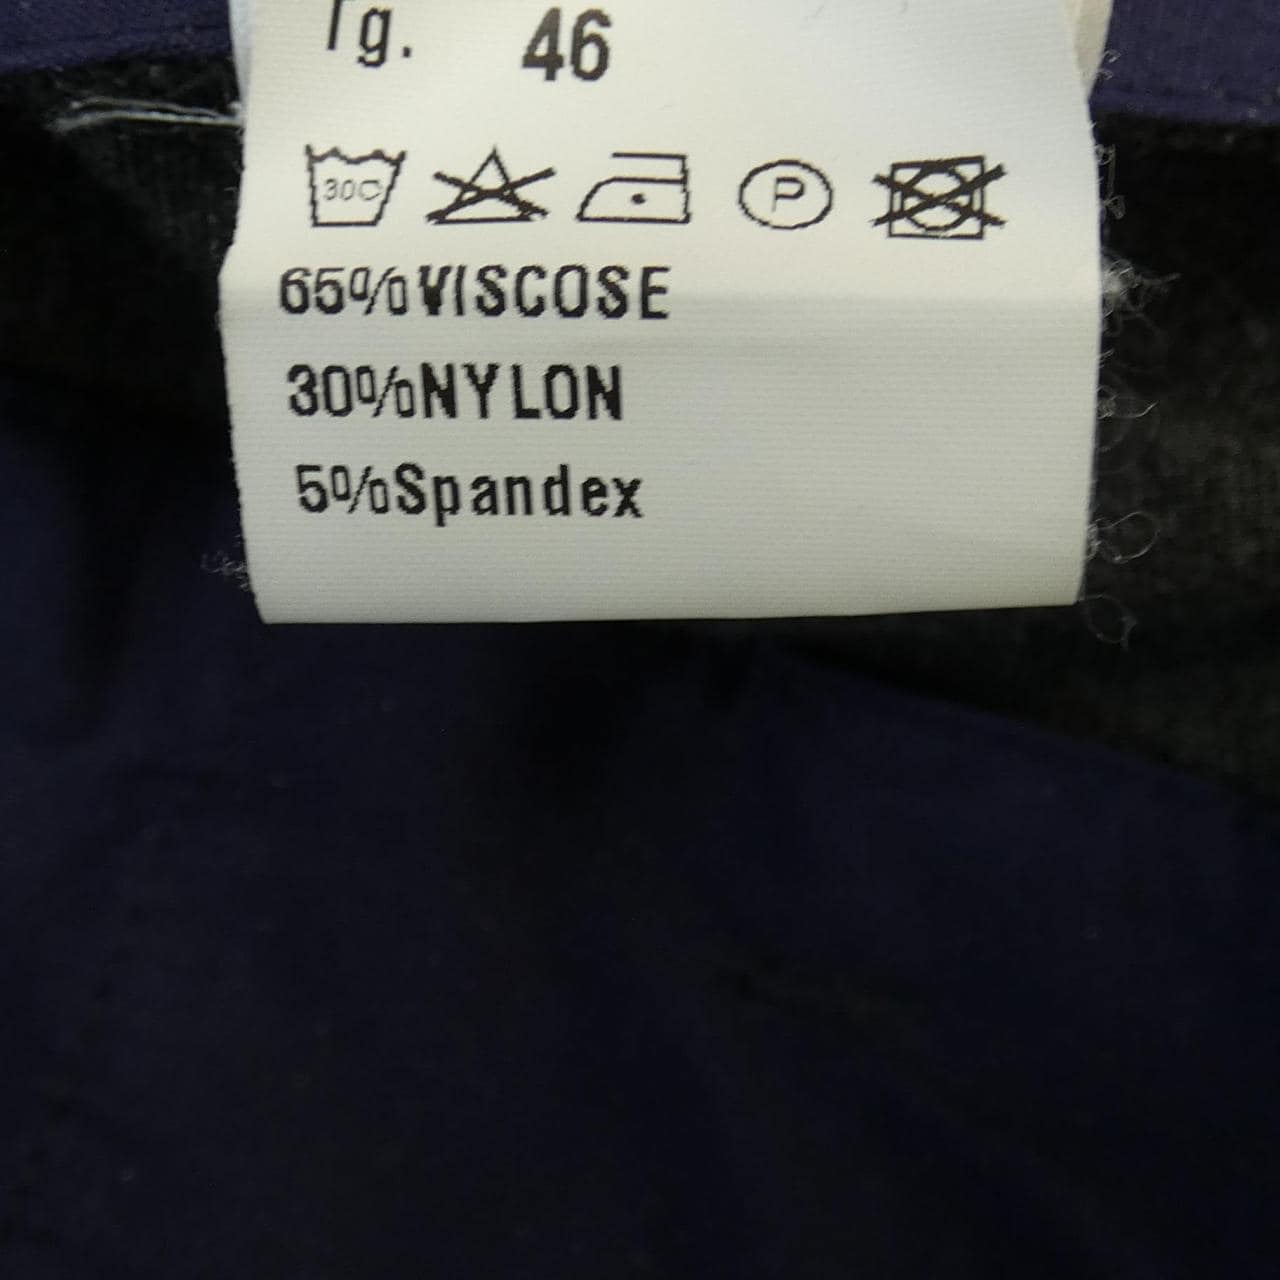 Tg. 46
30C P
65%VISCOSE
30%NYLON
5%Spandex